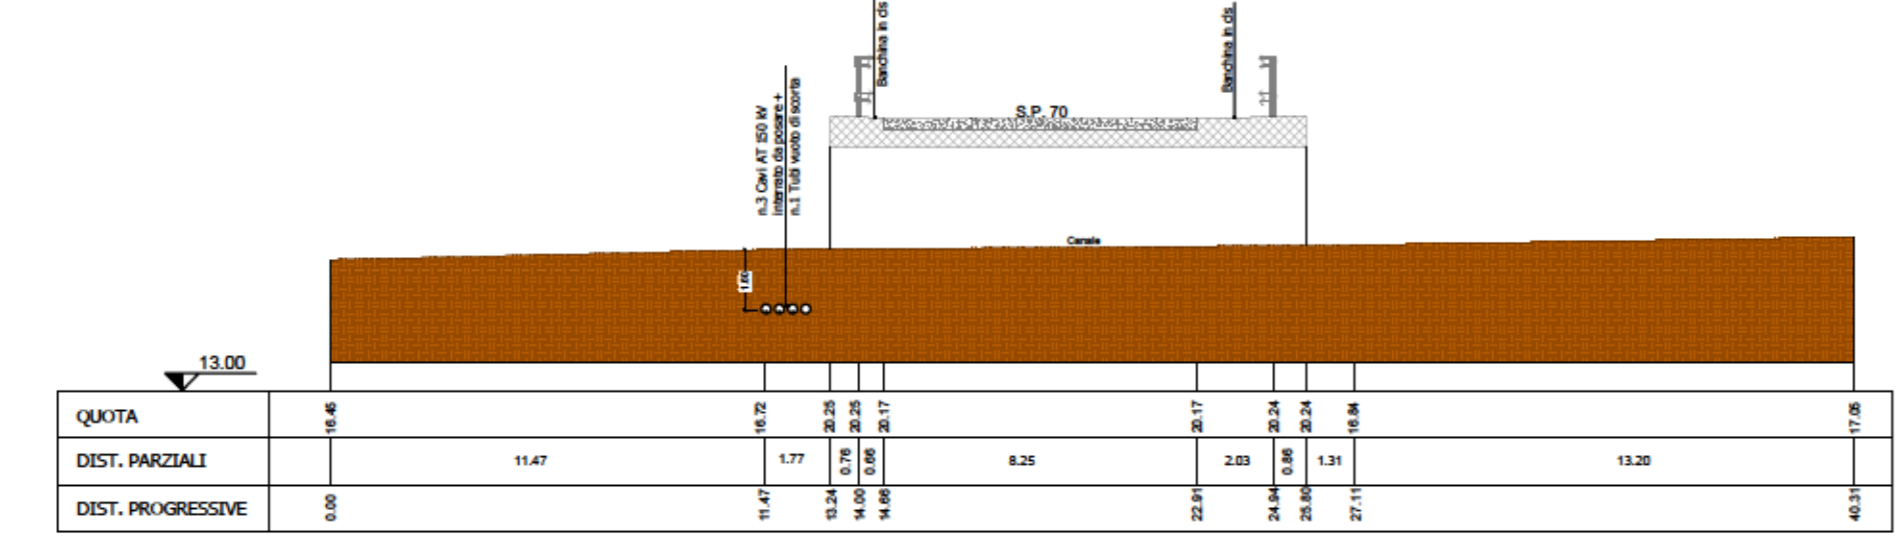 Banchina in cls
Banchina in cls
S.P. 70
n.3 Cavi AT 150 kV
interrato da posare +
n.1 Tubi vuoto di scorta
Canale
1.60
13.00
QUOTA 16.45 16.72 20.25 20.25 20.17 20.17 20.24 20.24 16.84 17.05
DIST. PARZIALI 11.47 1.77 0.76 0.66 8.25 2.03 0.86 1.31 13.20
DIST. PROGRESSIVE 0.00 11.47 13.24 14.00 14.66 22.91 24.94 25.80 27.11 40.31